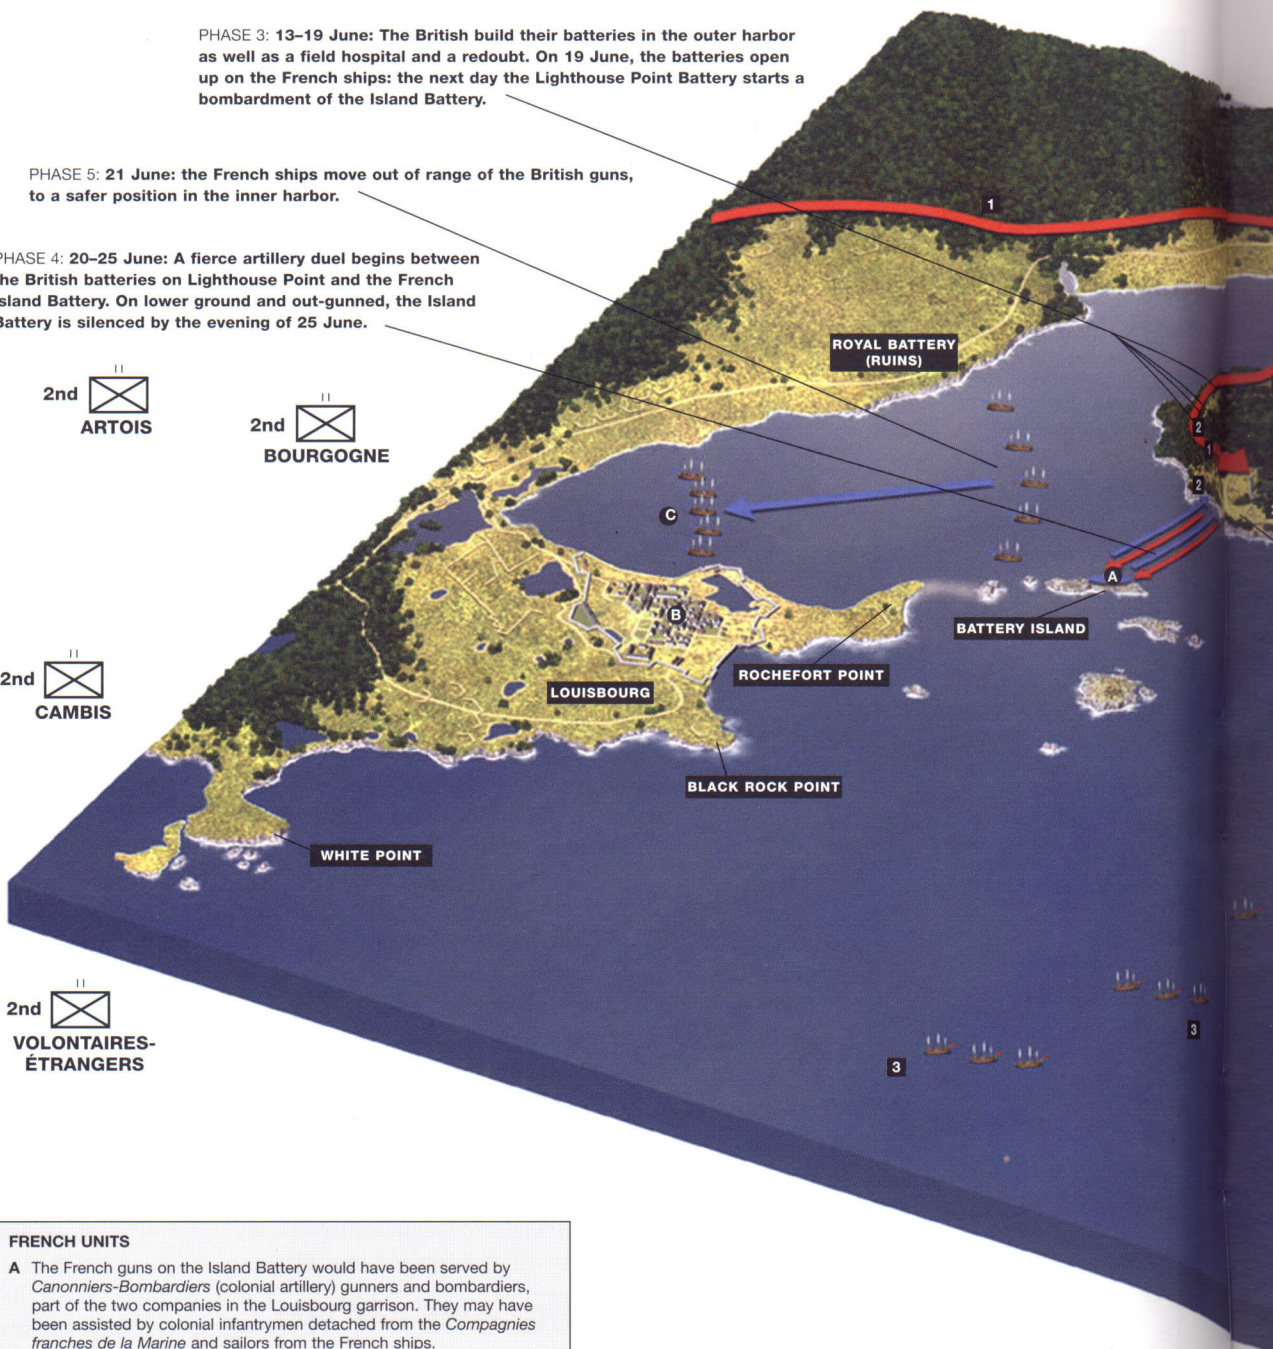 PHASE 3: 13–19 June: The British build their batteries in the outer harbor
as well as a field hospital and a redoubt. On 19 June, the batteries open
up on the French ships: the next day the Lighthouse Point Battery starts a
bombardment of the Island Battery.
PHASE 5: 21 June: the French ships move out of range of the British guns,
to a safer position in the inner harbor.
PHASE 4: 20–25 June: A fierce artillery duel begins between
the British batteries on Lighthouse Point and the French
Island Battery. On lower ground and out-gunned, the Island
Battery is silenced by the evening of 25 June.
1
ROYAL BATTERY
(RUINS)
II
2nd
ARTOIS
II
2nd
BOURGOGNE
2
1
2
C
A
B
BATTERY ISLAND
ROCHEFORT POINT
LOUISBOURG
II
2nd
CAMBIS
BLACK ROCK POINT
WHITE POINT
II
2nd
VOLONTAIRES-
ÉTRANGERS
3
3
FRENCH UNITS
A The French guns on the Island Battery would have been served by
Canonniers-Bombardiers (colonial artillery) gunners and bombardiers,
part of the two companies in the Louisbourg garrison. They may have
been assisted by colonial infantrymen detached from the Compagnies
franches de la Marine and sailors from the French ships.